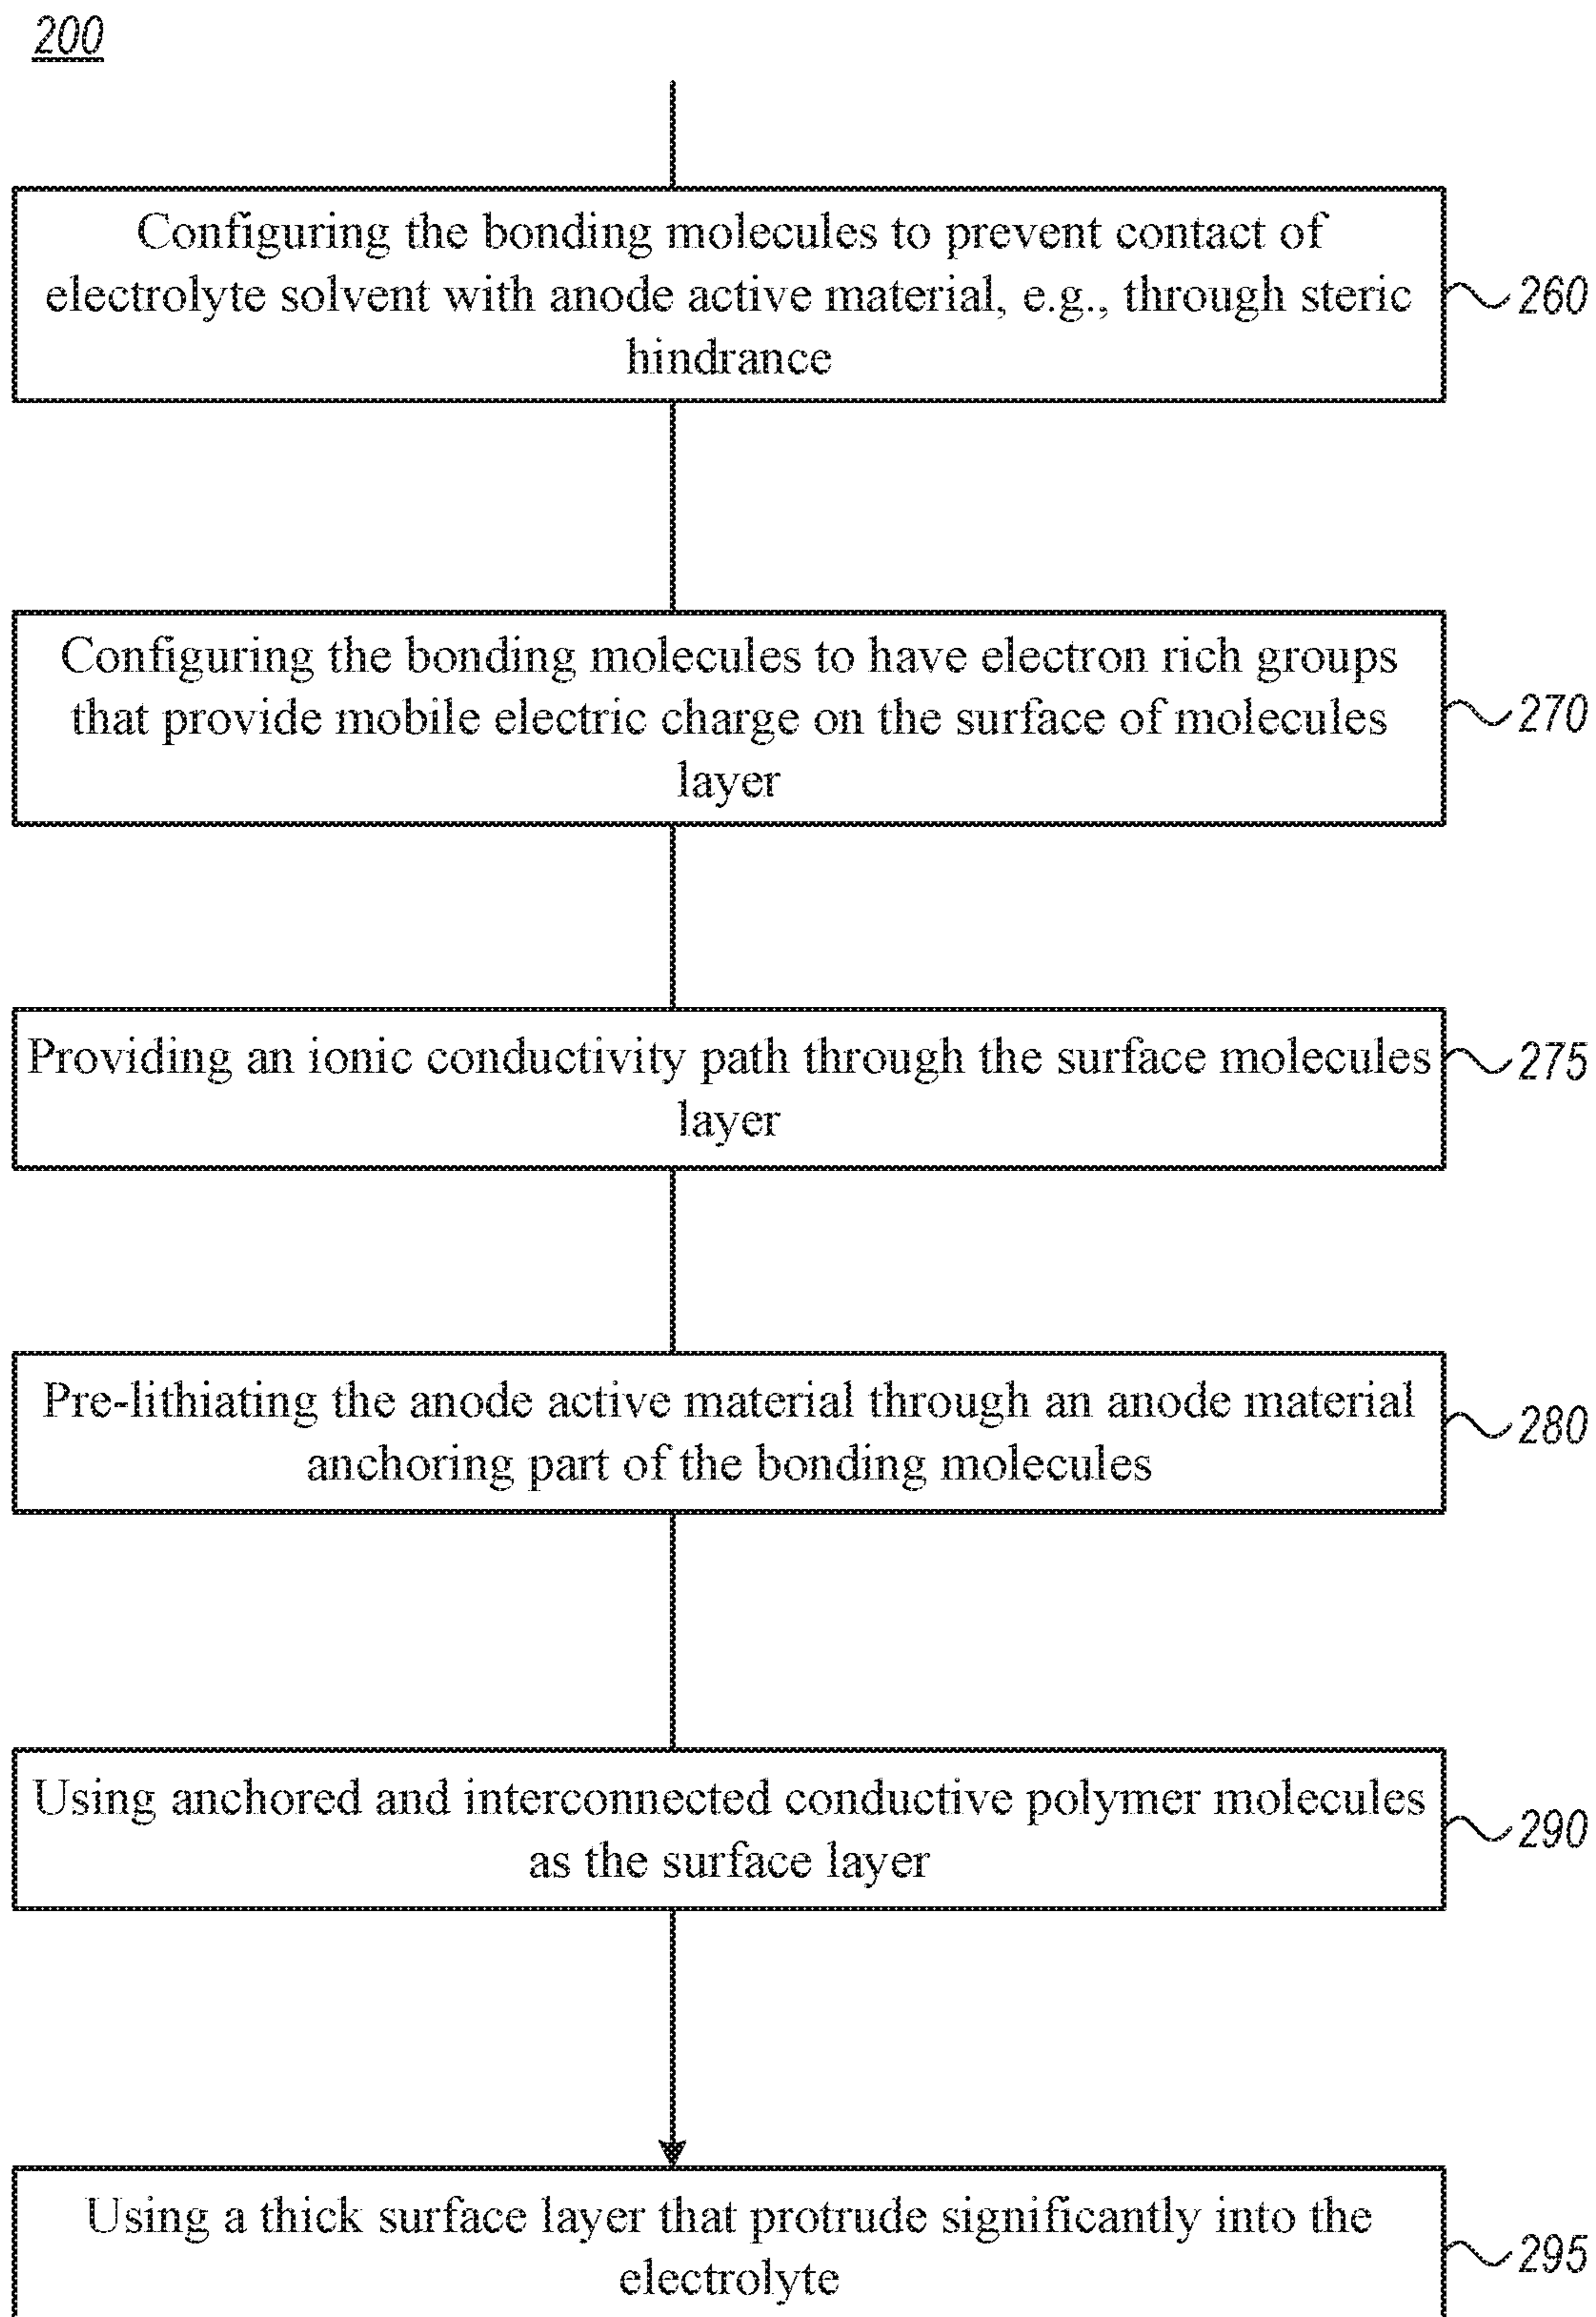 200
Configuring the bonding molecules to prevent contact of
electrolyte solvent with anode active material, e.g., through steric
hindrance
260
Configuring the bonding molecules to have electron rich groups
that provide mobile electric charge on the surface of molecules
layer
270
Providing an ionic conductivity path through the surface molecules
layer
275
Pre-lithiating the anode active material through an anode material
anchoring part of the bonding molecules
280
Using anchored and interconnected conductive polymer molecules
as the surface layer
290
Using a thick surface layer that protrude significantly into the
electrolyte
295